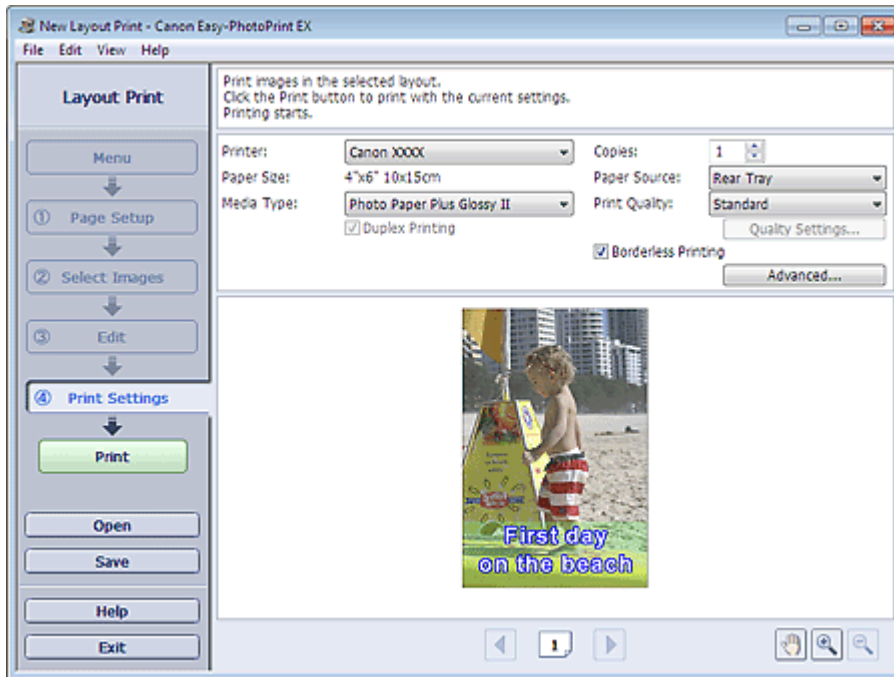 New Layout Print - Canon Easy-PhotoPrint EX
File Edit View Help
Layout Print
Menu
① Page Setup
② Select Images
③ Edit
④ Print Settings
Print
Open
Save
Help
Exit
Print images in the selected layout.
Click the Print button to print with the current settings.
Printing starts.
Printer: Canon XXXX
Paper Size: 4"x6" 10x15cm
Media Type: Photo Paper Plus Glossy II
Duplex Printing
Copies: 1
Paper Source: Rear Tray
Print Quality: Standard
Quality Settings...
Borderless Printing
Advanced...
First day
on the beach
1